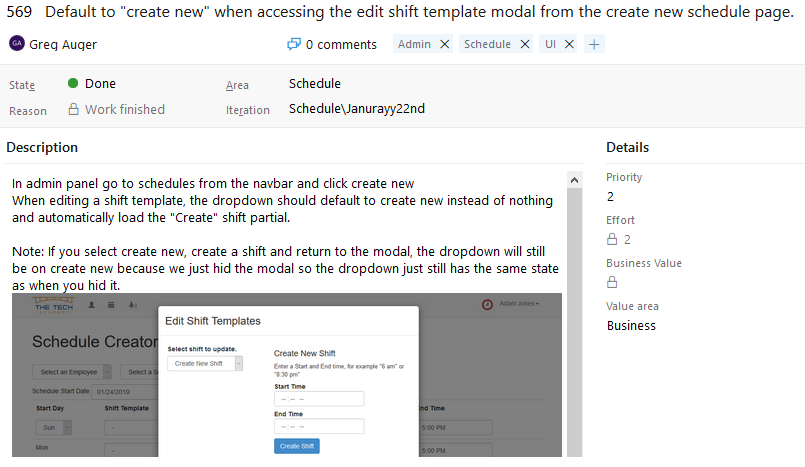 569 Default to "create new" when accessing the edit shift template modal from the create new schedule page.
GA Greg Auger
0 comments
Admin
Schedule
UI
State
Done
Area
Schedule
Reason
Work finished
Iteration
Schedule\Janurayy22nd
Description
Details
In admin panel go to schedules from the navbar and click create new
When editing a shift template, the dropdown should default to create new instead of nothing
and automatically load the "Create" shift partial.
Note: If you select create new, create a shift and return to the modal, the dropdown will still
be on create new because we just hid the modal so the dropdown just still has the same state
as when you hid it.
Priority
2
Effort
2
Business Value
Value area
Business
THE TECH
Adam Jones
Edit Shift Templates
Schedule Creator
Select shift to update.
Create New Shift
Create New Shift
Enter a Start and End time, for example "6 am" or
"8:30 pm"
Start Time
-- : -- --
End Time
-- : -- --
Create Shift
Select an Employee
Select a S
Schedule Start Date
01/24/2019
Start Day
Shift Template
nd Time
Sun
-
5:00 PM
Mon
-
5:00 PM